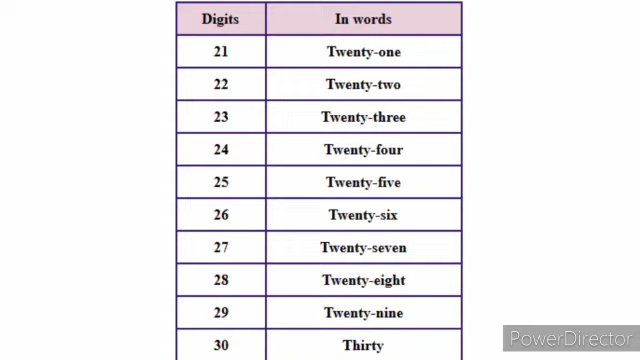 Digits In words
21 Twenty-one
22 Twenty-two
23 Twenty-three
24 Twenty-four
25 Twenty-five
26 Twenty-six
27 Twenty-seven
28 Twenty-eight
29 Twenty-nine
30 Thirty
PowerDirector